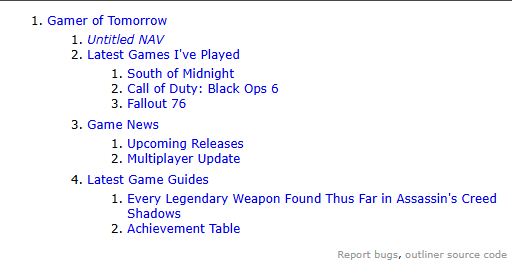 1. Gamer of Tomorrow
1. Untitled NAV
2. Latest Games I've Played
1. South of Midnight
2. Call of Duty: Black Ops 6
3. Fallout 76
3. Game News
1. Upcoming Releases
2. Multiplayer Update
4. Latest Game Guides
1. Every Legendary Weapon Found Thus Far in Assassin's Creed
Shadows
2. Achievement Table
Report bugs, outliner source code